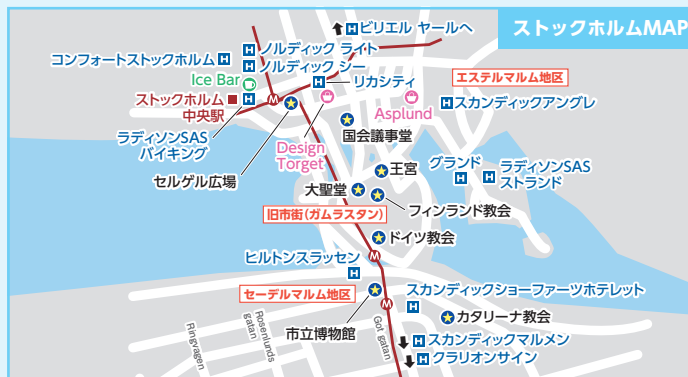 ストックホルムMAP
ビリエル ヤールへ
ノルディック ライト
コンフォートストックホルム
ノルディック シー
Ice Bar
リカシティ
エステルマルム地区
ストックホルム
中央駅
Asplund
スカンディックアングレ
国会議事堂
ラディソンSAS
バイキング
Design
Torget
セルゲル広場
王宮
グランド
ラディソンSAS
ストランド
大聖堂
フィンランド教会
旧市街(ガムラスタン)
ドイツ教会
ヒルトンスラッセン
セーデルマルム地区
スカンディックショーファーツホテレット
カタリーナ教会
市立博物館
Ringvagen
Rosenlunds
gatan
Got gatan
スカンディックマルメン
クラリオンサイン